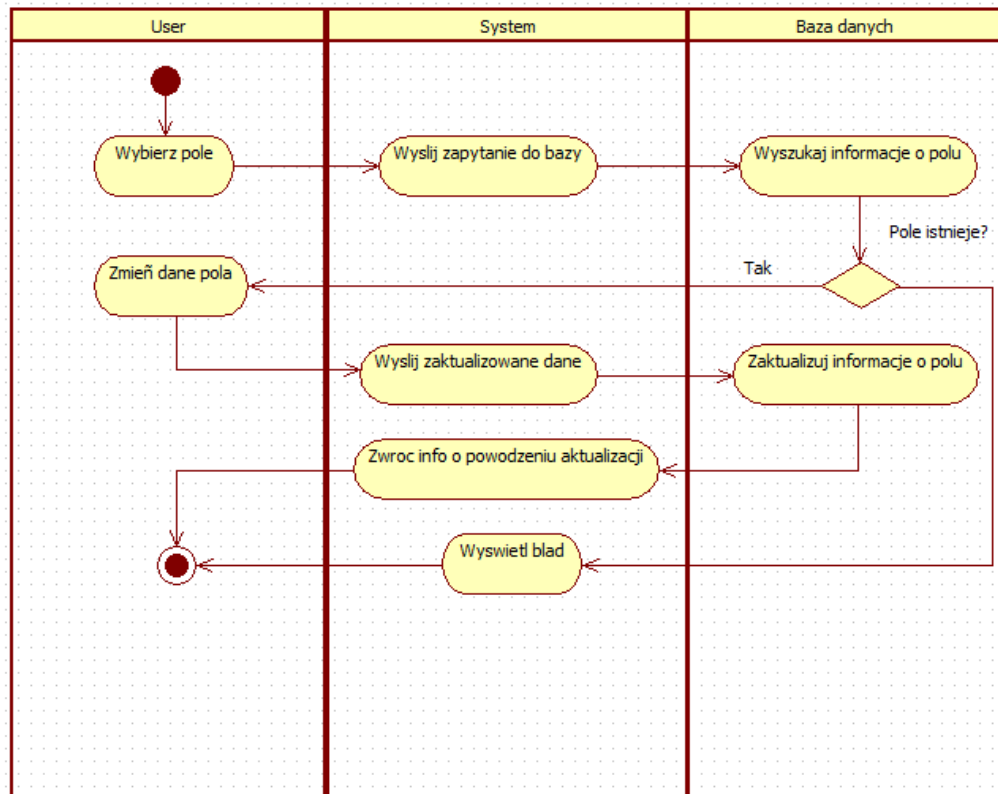 User
System
Baza danych
Wybierz pole
Wyslij zapytanie do bazy
Wyszukaj informacje o polu
Pole istnieje?
Tak
Zmieñ dane pola
Wyslij zaktualizowane dane
Zaktualizuj informacje o polu
Zwroc info o powodzeniu aktualizacji
Wyswietl blad